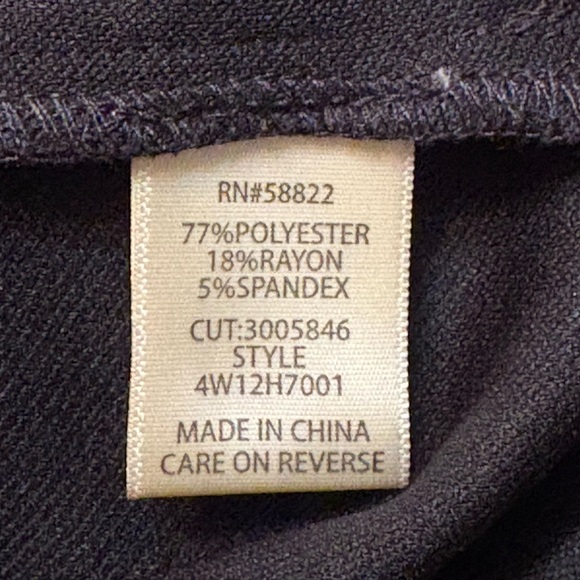 RN#58822
77%POLYESTER
18%RAYON
5%SPANDEX
CUT:3005846
STYLE
4W12H7001
MADE IN CHINA
CARE ON REVERSE